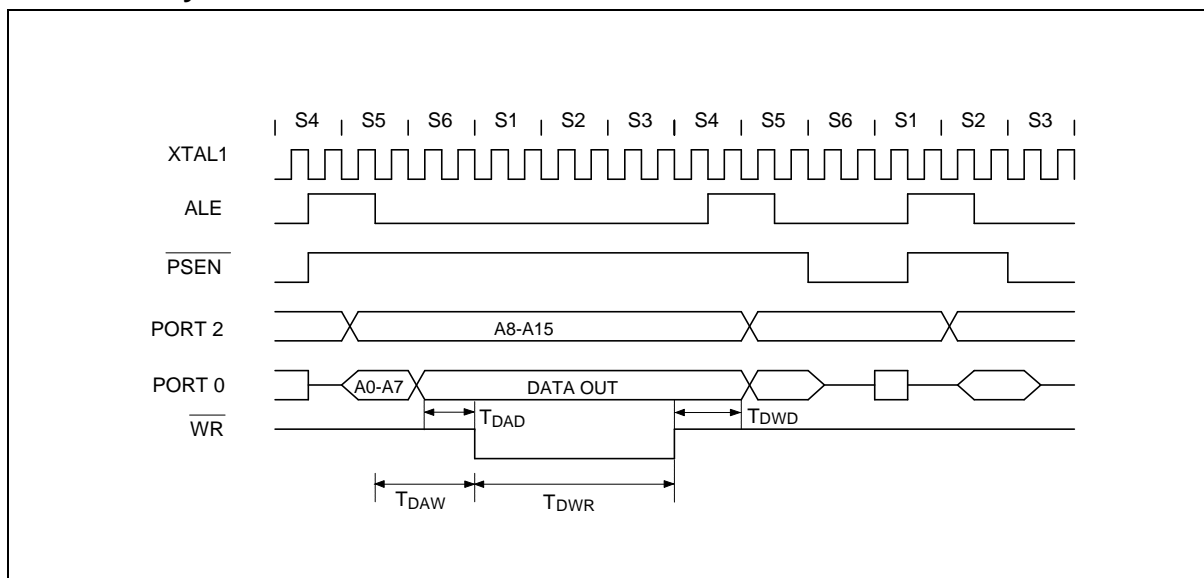 S4 S5 S6 S1 S2 S3 S4 S5 S6 S1 S2 S3
XTAL1
ALE
PSEN
PORT 2
A8-A15
PORT 0
A0-A7
DATA OUT
WR
TDAD
TDWD
TDAW
TDWR